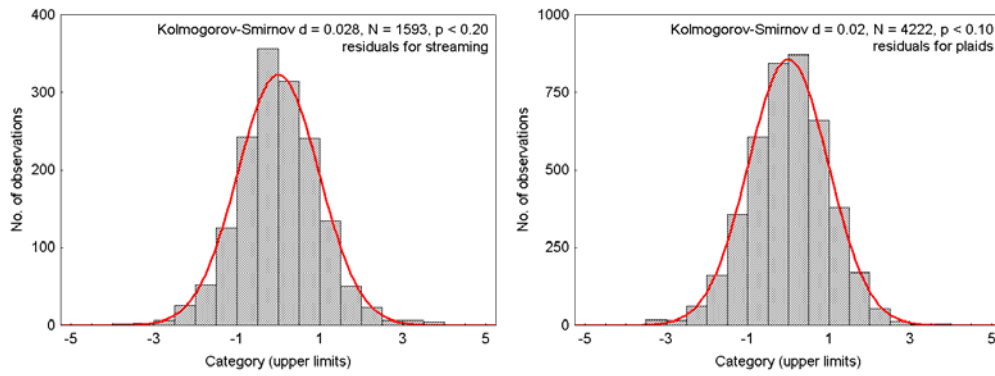 Kolmogorov-Smirnov d = 0.028, N = 1593, p < 0.20
residuals for streaming
400
300
200
100
0
No. of observations
-5 -3 -1 1 3 5
Category (upper limits)
Kolmogorov-Smirnov d = 0.02, N = 4222, p < 0.10
residuals for plaids
1000
750
500
250
0
No. of observations
-5 -3 -1 1 3 5
Category (upper limits)